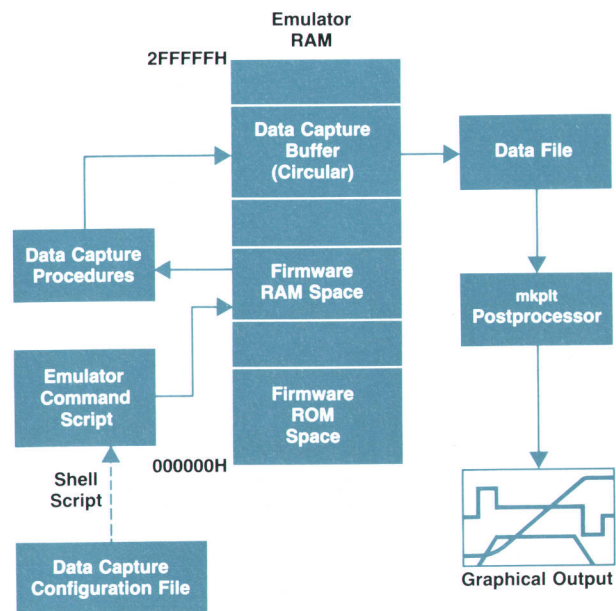 Emulator
RAM
2FFFFFH
Data Capture
Buffer
(Circular)
Data File
Data Capture
Procedures
Firmware
RAM Space
mkplt
Postprocessor
Emulator
Command
Script
Firmware
ROM
Space
000000H
Shell
Script
Data Capture
Configuration File
Graphical Output